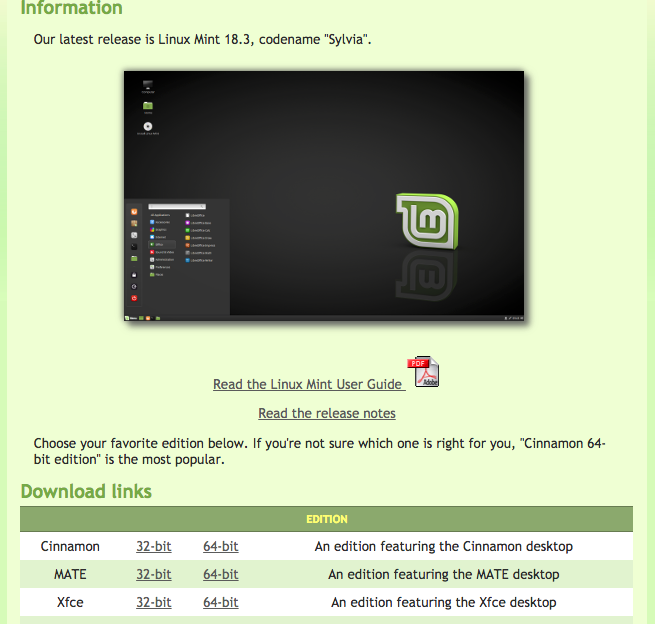 Information
Our latest release is Linux Mint 18.3, codename "Sylvia".
lm
Read the Linux Mint User Guide
PDF
Adobe
Read the release notes
Choose your favorite edition below. If you're not sure which one is right for you, "Cinnamon 64-
bit edition" is the most popular.
Download links
EDITION
Cinnamon 32-bit 64-bit An edition featuring the Cinnamon desktop
MATE 32-bit 64-bit An edition featuring the MATE desktop
Xfce 32-bit 64-bit An edition featuring the Xfce desktop